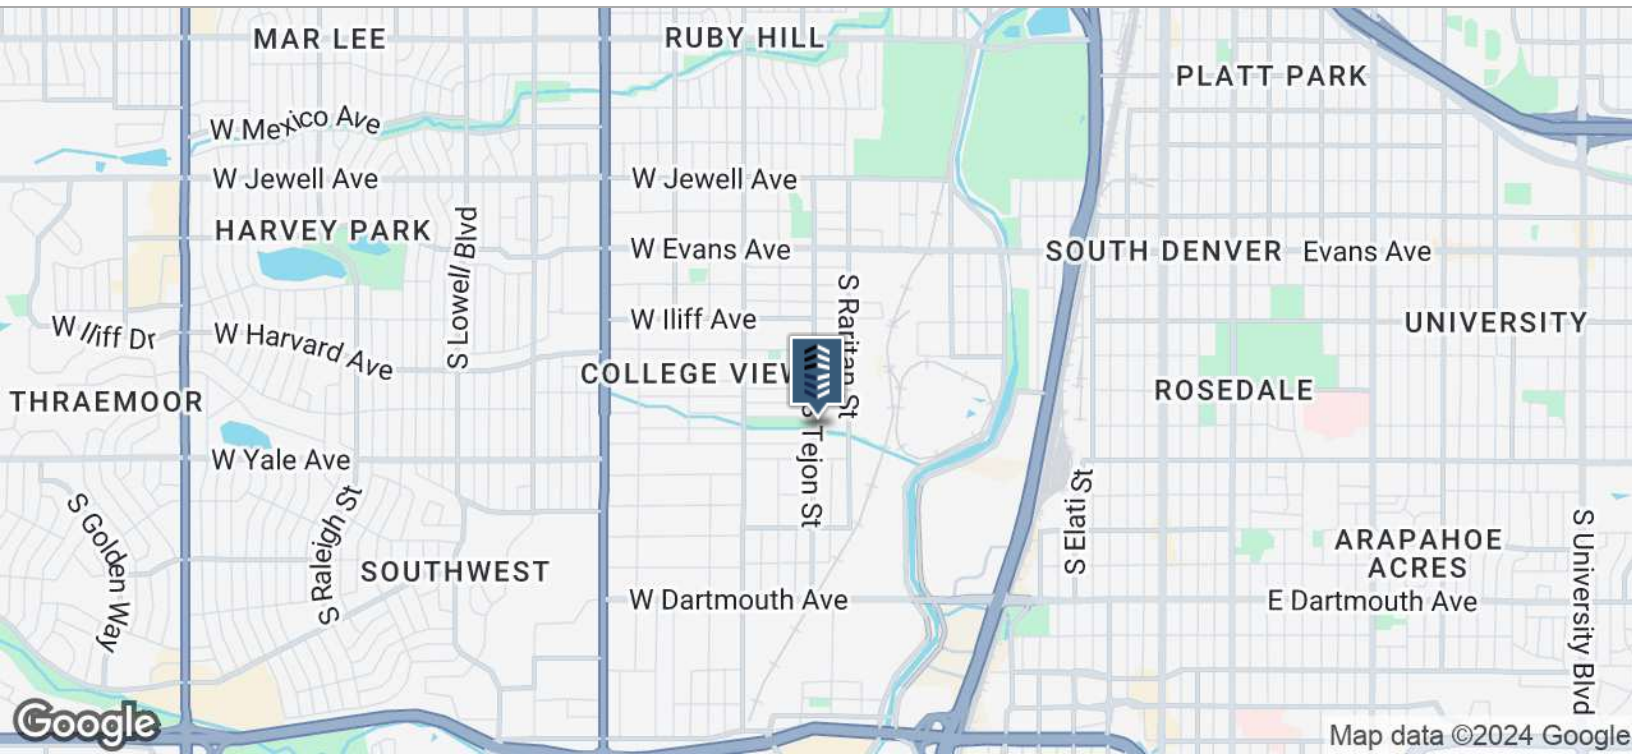 MAR LEE
RUBY HILL
PLATT PARK
W Mexico Ave
W Jewell Ave
W Jewell Ave
HARVEY PARK
S Lowell Blvd
W Evans Ave
SOUTH DENVER
Evans Ave
S Raritan St
W Iliff Dr
W Harvard Ave
W Iliff Ave
UNIVERSITY
COLLEGE VIEW
THRAEMOOR
ROSEDALE
W Yale Ave
S Tejon St
S Golden Way
S Raleigh St
SOUTHWEST
S Elati St
ARAPAHOE
ACRES
S University Blvd
W Dartmouth Ave
E Dartmouth Ave
Google
Map data ©2024 Google